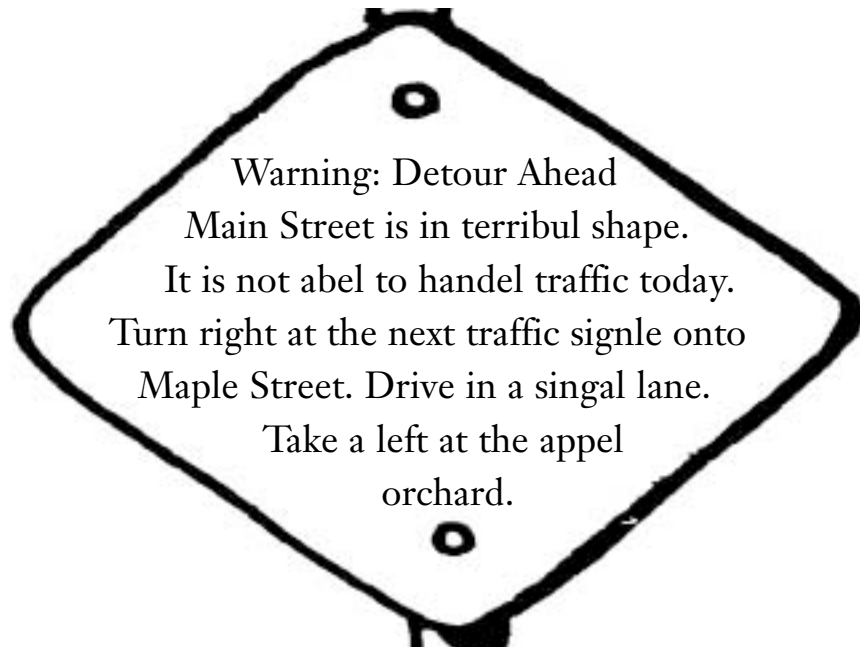 Warning: Detour Ahead
Main Street is in terribul shape.
It is not abel to handel traffic today.
Turn right at the next traffic signle onto
Maple Street. Drive in a singal lane.
Take a left at the appel
orchard.